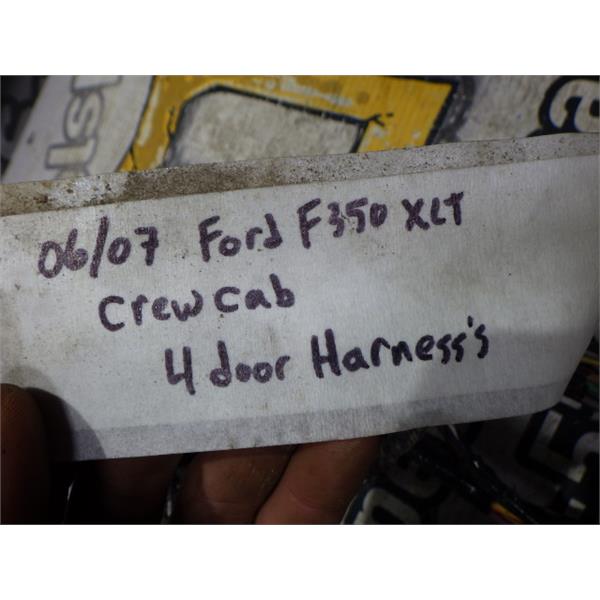 06/07 Ford F350 XLT
crew cab
4 door Harness's